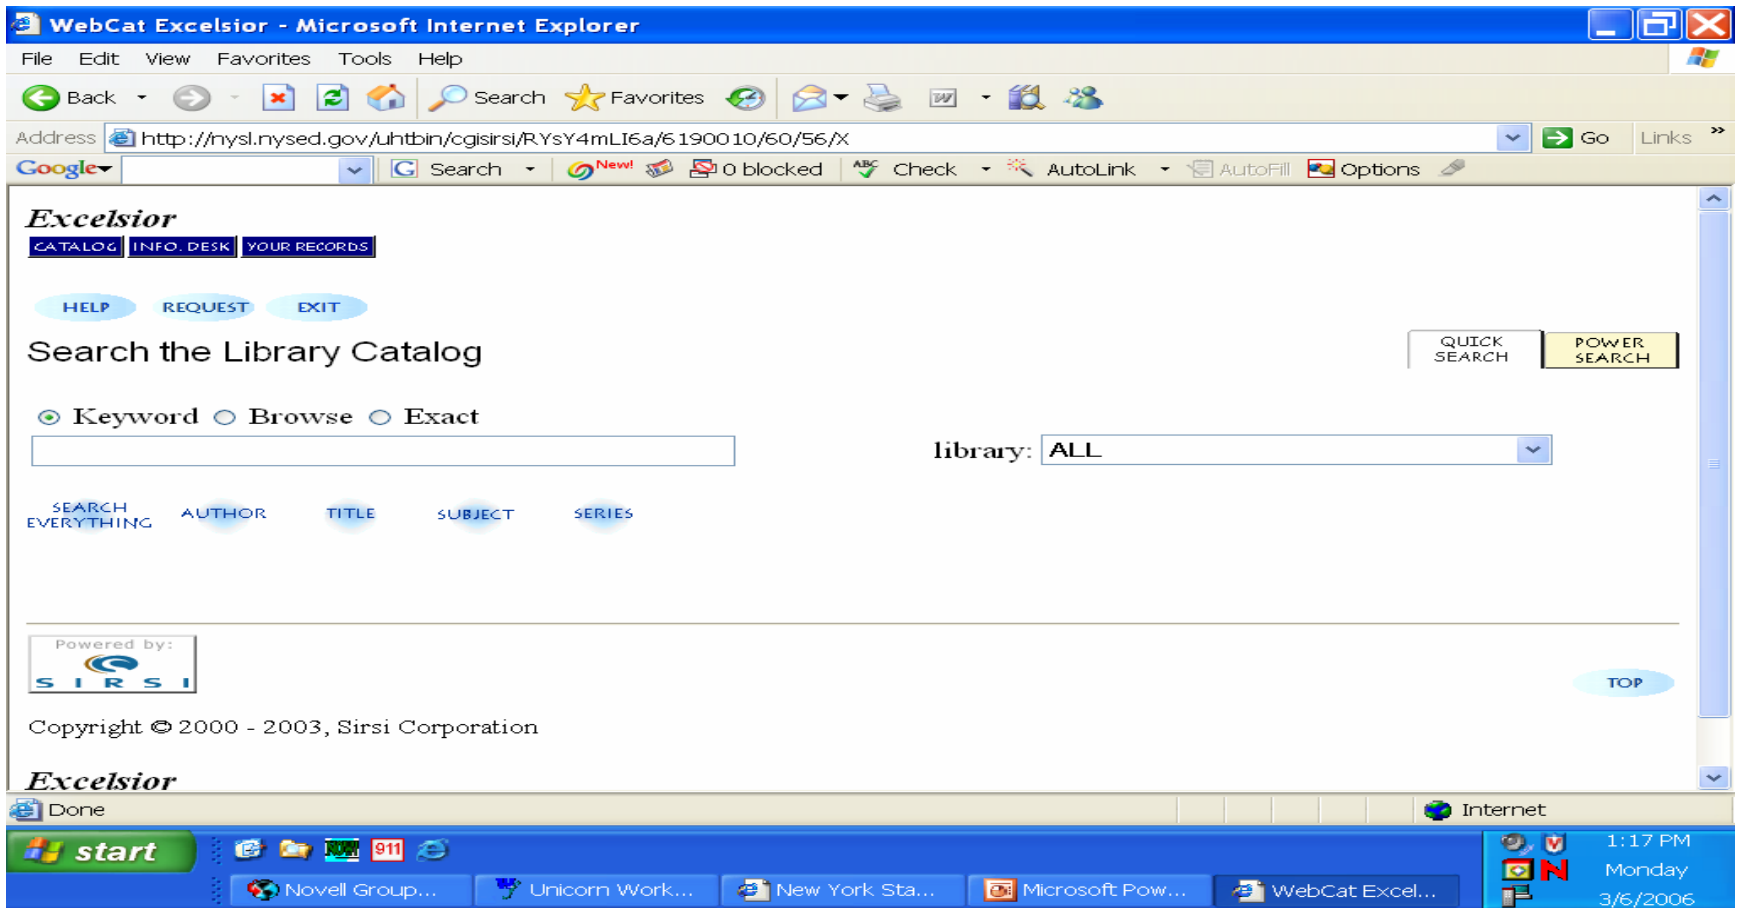 WebCat Excelsior - Microsoft Internet Explorer
File Edit View Favorites Tools Help
Back Search Favorites
Address http://nysl.nysed.gov/uhtbin/cgisirsi/RYsY4mLI6a/6190010/60/56/X Go Links »
Google Search New! 0 blocked ABC Check AutoLink AutoFill Options
Excelsior
CATALOG INFO. DESK YOUR RECORDS
HELP REQUEST EXIT
Search the Library Catalog
QUICK SEARCH POWER SEARCH
Keyword Browse Exact
library: ALL
SEARCH EVERYTHING AUTHOR TITLE SUBJECT SERIES
Powered by:
SIRSI
TOP
Copyright © 2000 - 2003, Sirsi Corporation
Excelsior
Done Internet
start 911 1:17 PM
Novell Group... Unicorn Work... New York Sta... Microsoft Pow... WebCat Excel... Monday
3/6/2006